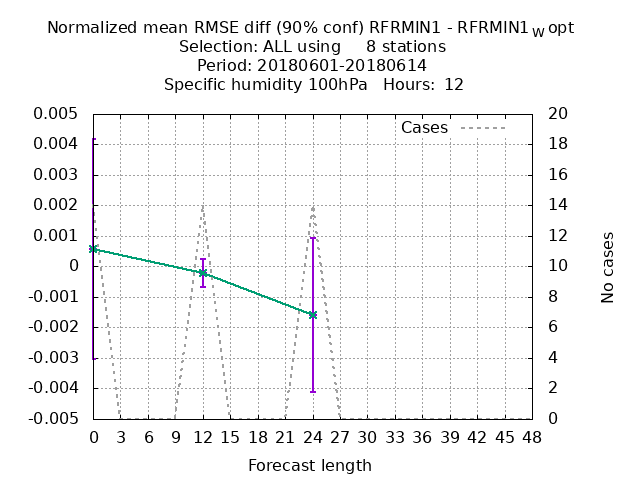 Normalized mean RMSE diff (90% conf) RFRMIN1 - RFRMIN1wopt
Selection: ALL using 8 stations
Period: 20180601-20180614
Specific humidity 100hPa Hours: 12
Cases
0.005
0.004
0.003
0.002
0.001
0
-0.001
-0.002
-0.003
-0.004
-0.005
20
18
16
14
12
10
8
6
4
2
0
No cases
0 3 6 9 12 15 18 21 24 27 30 33 36 39 42 45 48
Forecast length